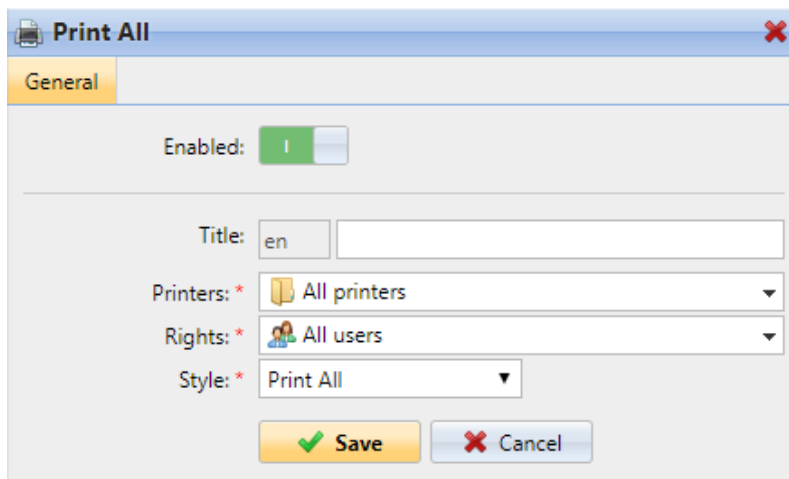 Print All
General
Enabled: I
Title: en
Printers: * All printers
Rights: * All users
Style: * Print All
Save Cancel